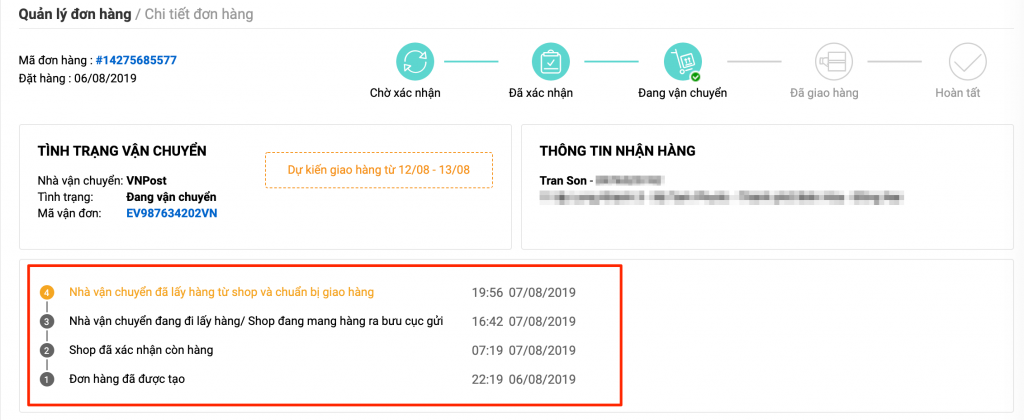 Quản lý đơn hàng / Chi tiết đơn hàng
Mã đơn hàng : #14275685577
Đặt hàng : 06/08/2019
Chờ xác nhận
Đã xác nhận
Đang vận chuyển
Đã giao hàng
Hoàn tất
TÌNH TRẠNG VẬN CHUYỂN
Dự kiến giao hàng từ 12/08 - 13/08
Nhà vận chuyển: VNPost
Tình trạng: Đang vận chuyển
Mã vận đơn: EV987634202VN
THÔNG TIN NHẬN HÀNG
Tran Son -
4 Nhà vận chuyển đã lấy hàng từ shop và chuẩn bị giao hàng 19:56 07/08/2019
3 Nhà vận chuyển đang đi lấy hàng/ Shop đang mang hàng ra bưu cục gửi 16:42 07/08/2019
2 Shop đã xác nhận còn hàng 07:19 07/08/2019
1 Đơn hàng đã được tạo 22:19 06/08/2019